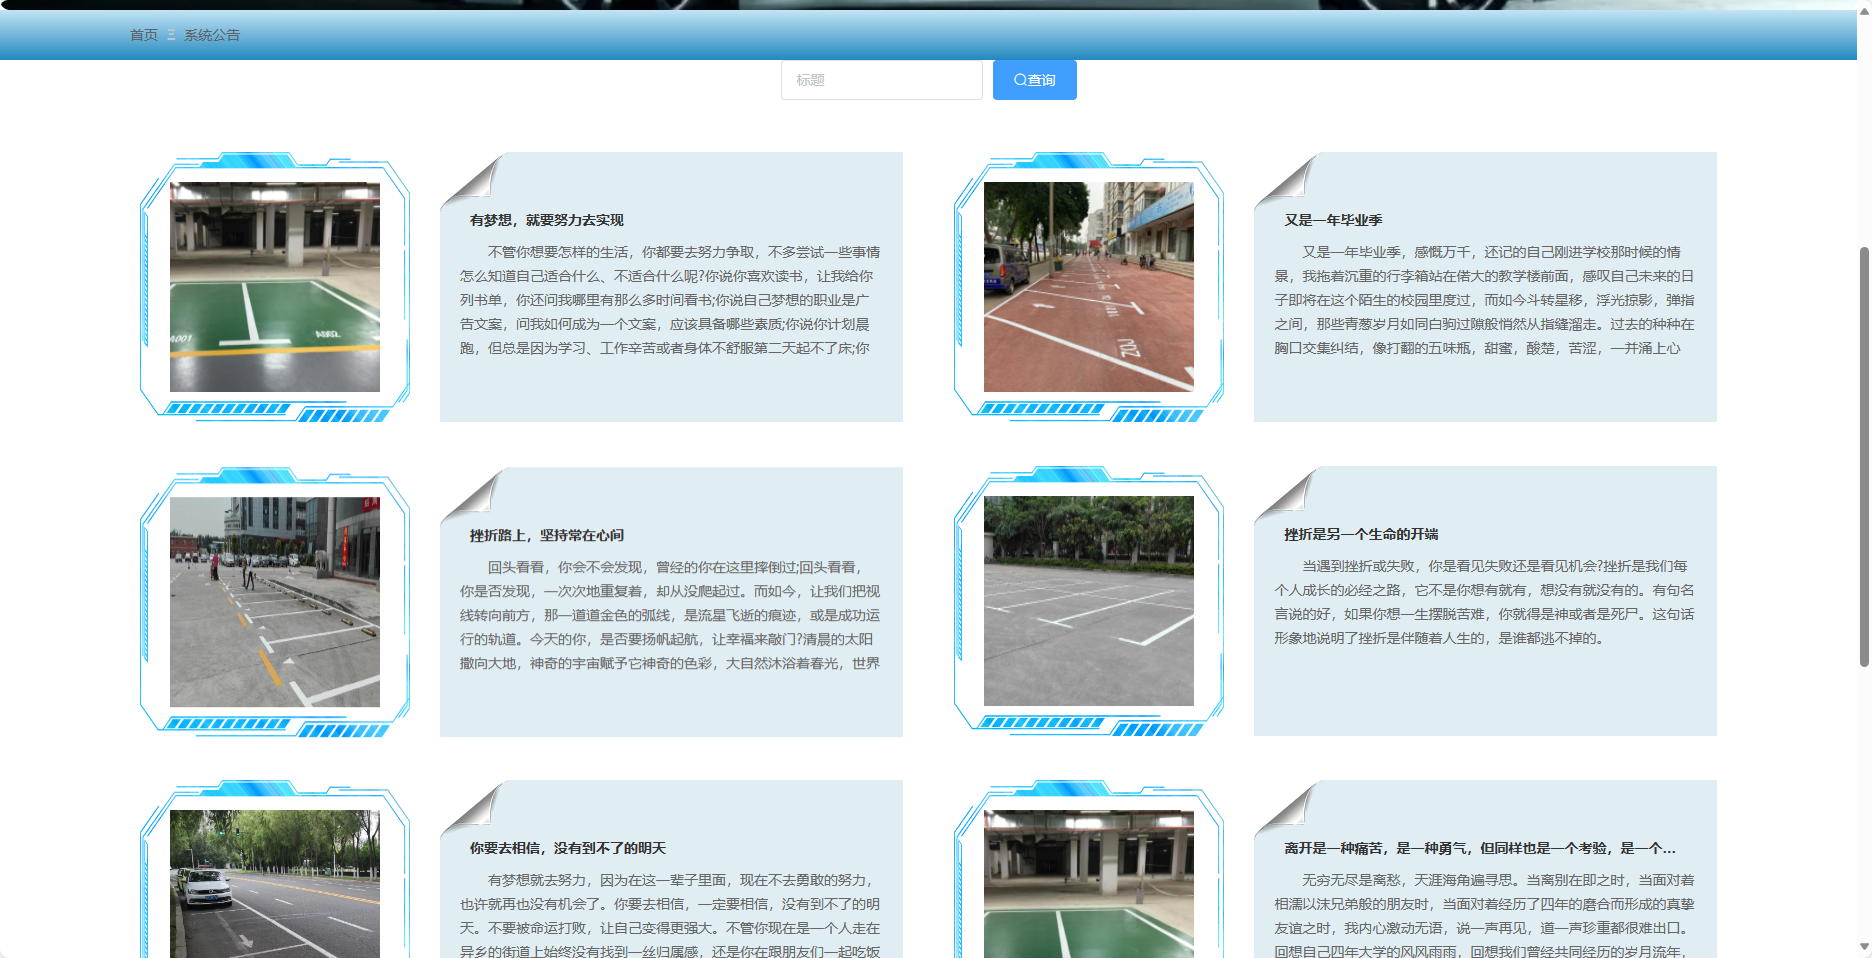 首页 Ξ 系统公告
标题
查询
有梦想，就要努力去实现
不管你想要怎样的生活，你都要去努力争取，不多尝试一些事情
怎么知道自己适合什么、不适合什么呢?你说你喜欢读书，让我给你
列书单，你还问我哪里有那么多时间看书;你说自己梦想的职业是广
告文案，问我如何成为一个文案，应该具备哪些素质;你说你计划晨
跑，但总是因为学习、工作辛苦或者身体不舒服第二天起不了床;你
A001
A002
又是一年毕业季
又是一年毕业季，感慨万千，还记的自己刚进学校那时候的情
景，我拖着沉重的行李箱站在偌大的教学楼前面，感叹自己未来的日
子即将在这个陌生的校园里度过，而如今斗转星移，浮光掠影，弹指
之间，那些青葱岁月如同白驹过隙般悄然从指缝溜走。过去的种种在
胸口交集纠结，像打翻的五味瓶，甜蜜，酸楚，苦涩，一并涌上心
202
挫折路上，坚持常在心间
回头看看，你会不会发现，曾经的你在这里摔倒过;回头看看，
你是否发现，一次次地重复着，却从没爬起过。而如今，让我们把视
线转向前方，那一道道金色的弧线，是流星飞逝的痕迹，或是成功运
行的轨道。今天的你，是否要扬帆起航，让幸福来敲门?清晨的太阳
撒向大地，神奇的宇宙赋予它神奇的色彩，大自然沐浴着春光，世界
挫折是另一个生命的开端
当遇到挫折或失败，你是看见失败还是看见机会?挫折是我们每
个人成长的必经之路，它不是你想有就有，想没有就没有的。有句名
言说的好，如果你想一生摆脱苦难，你就得是神或者是死尸。这句话
形象地说明了挫折是伴随着人生的，是谁都逃不掉的。
你要去相信，没有到不了的明天
有梦想就去努力，因为在这一辈子里面，现在不去勇敢的努力，
也许就再也没有机会了。你要去相信，一定要相信，没有到不了的明
天。不要被命运打败，让自己变得更强大。不管你现在是一个人走在
异乡的街道上始终没有找到一丝归属感，还是你在跟朋友们一起吃饭
离开是一种痛苦，是一种勇气，但同样也是一个考验，是一个...
无穷无尽是离愁，天涯海角遍寻思。当离别在即之时，当面对着
相濡以沫兄弟般的朋友时，当面对着经历了四年的磨合而形成的真挚
友谊之时，我内心激动无语，说一声再见，道一声珍重都很难出口。
回想自己四年大学的风风雨雨，回想我们曾经共同经历的岁月流年，